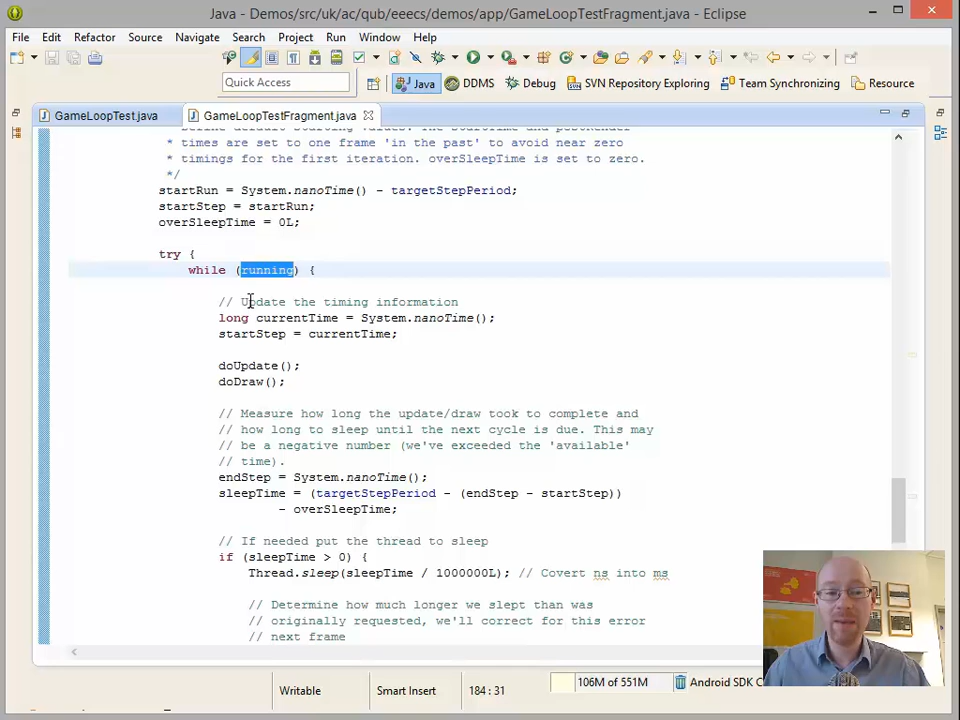 Java - Demos/src/uk/ac/qub/eeecs/demos/app/GameLoopTestFragment.java - Eclipse
File Edit Refactor Source Navigate Search Project Run Window Help
Quick Access
Java DDMS Debug SVN Repository Exploring Team Synchronizing Resource
GameLoopTest.java GameLoopTestFragment.java
* times are set to one frame 'in the past' to avoid near zero
* timings for the first iteration. overSleepTime is set to zero.
*/
startRun = System.nanoTime() - targetStepPeriod;
startStep = startRun;
overSleepTime = 0L;
try {
while (running) {
// Update the timing information
long currentTime = System.nanoTime();
startStep = currentTime;
doUpdate();
doDraw();
// Measure how long the update/draw took to complete and
// how long to sleep until the next cycle is due. This may
// be a negative number (we've exceeded the 'available'
// time).
endStep = System.nanoTime();
sleepTime = (targetStepPeriod - (endStep - startStep))
- overSleepTime;
// If needed put the thread to sleep
if (sleepTime > 0) {
Thread.sleep(sleepTime / 1000000L); // Covert ns into ms
// Determine how much longer we slept than was
// originally requested, we'll correct for this error
// next frame
Writable Smart Insert 184 : 31 106M of 551M Android SDK C